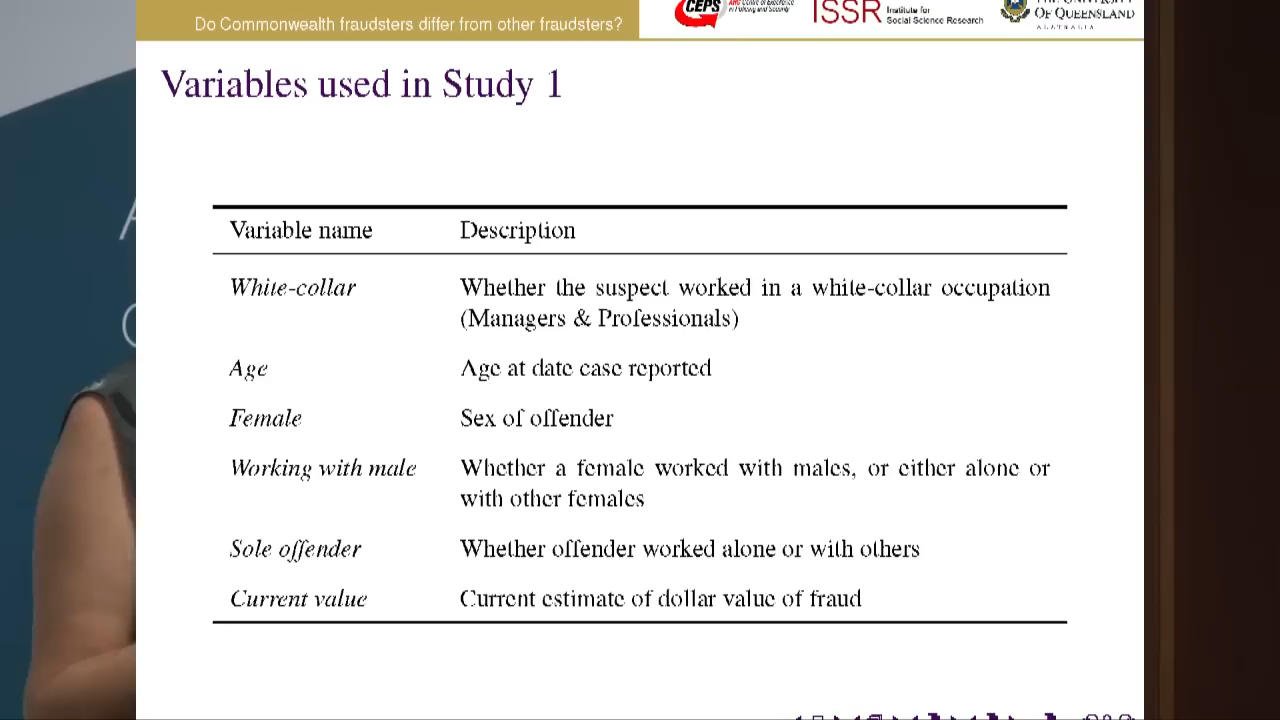 Do Commonwealth fraudsters differ from other fraudsters?
CEPS
ARC Centre of Excellence
in Policing and Security
ISSR
Institute for
Social Science Research
THE UNIVERSITY
OF QUEENSLAND
AUSTRALIA
Variables used in Study 1
Variable name Description
White-collar Whether the suspect worked in a white-collar occupation
(Managers & Professionals)
Age Age at date case reported
Female Sex of offender
Working with male Whether a female worked with males, or either alone or
with other females
Sole offender Whether offender worked alone or with others
Current value Current estimate of dollar value of fraud